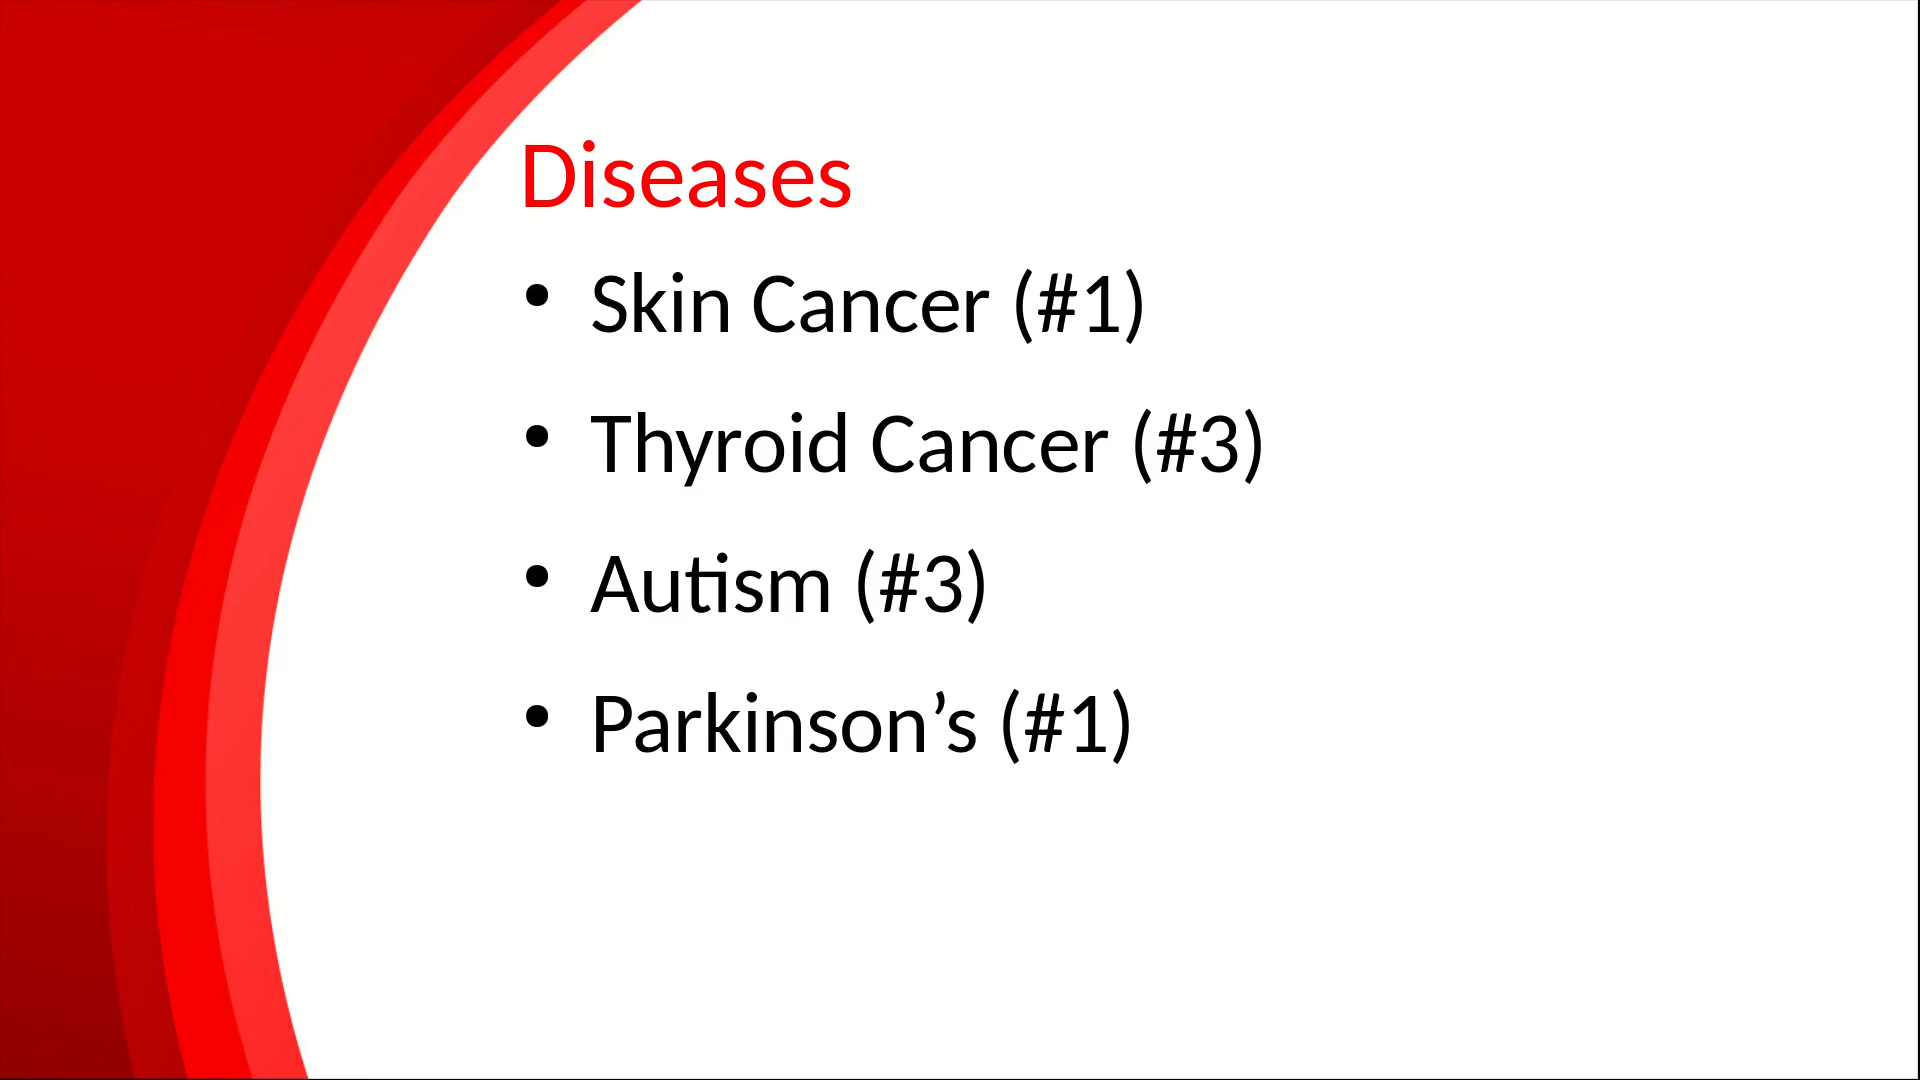 Diseases
• Skin Cancer (#1)
• Thyroid Cancer (#3)
• Autism (#3)
• Parkinson’s (#1)